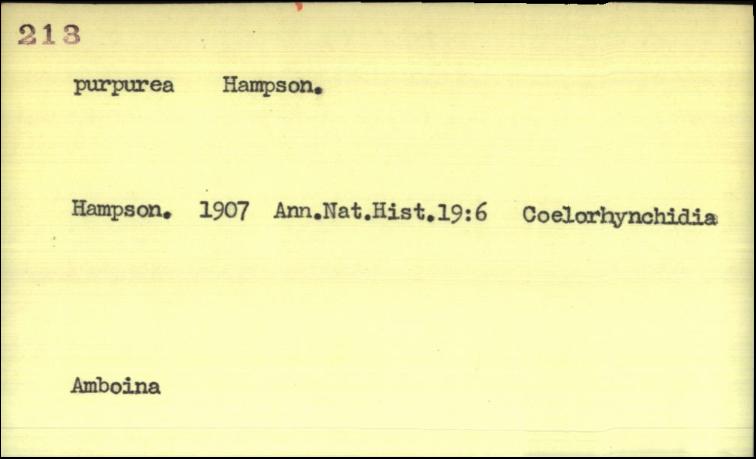 213
purpurea Hampson.
Hampson. 1907 Ann.Nat.Hist.19:6 Coelorhynchidia
Amboina